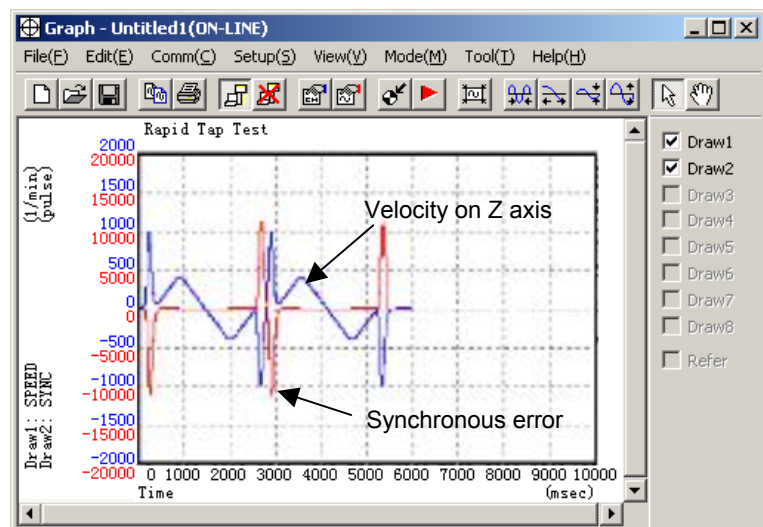 Graph - Untitled1(ON-LINE)
File(F) Edit(E) Comm(C) Setup(S) View(V) Mode(M) Tool(T) Help(H)
Rapid Tap Test
(1/min)
(pulse)
2000
20000
1500
15000
1000
10000
500
5000
0
0
-500
-5000
-1000
-10000
-1500
-15000
-2000
-20000
Draw1: SPEED
Draw2: SYNC
Velocity on Z axis
Synchronous error
0 1000 2000 3000 4000 5000 6000 7000 8000 9000 10000
Time (msec)
Draw1
Draw2
Draw3
Draw4
Draw5
Draw6
Draw7
Draw8
Refer